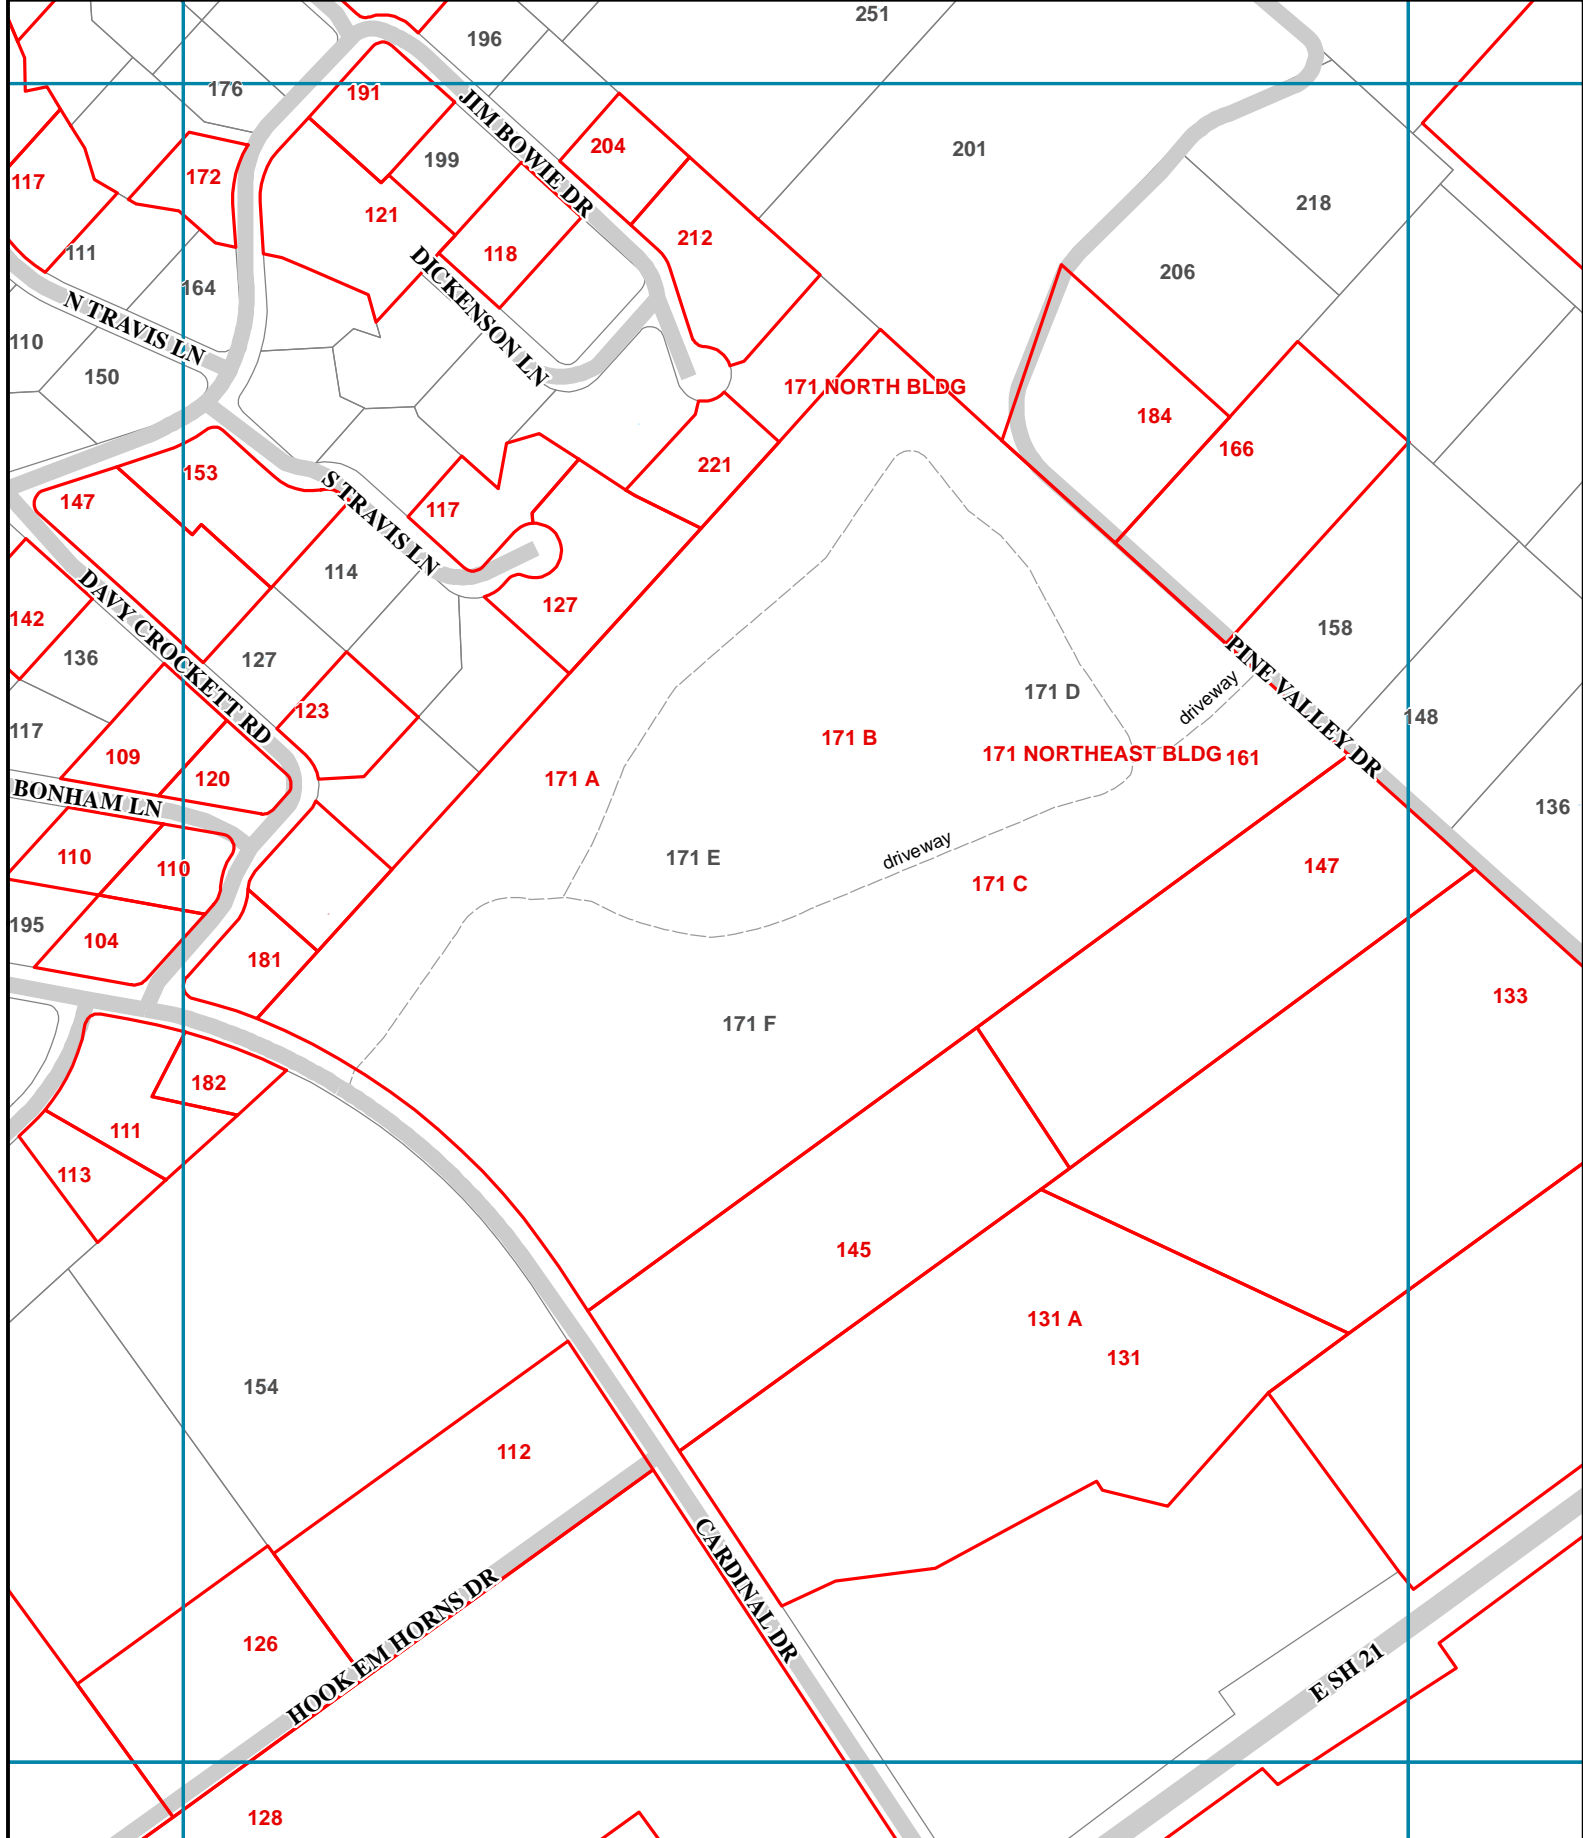 251
196
176
191
JIM BOWIE DR
204
201
199
117
172
218
121
212
111
118
DICKENSON LN
206
164
N TRAVIS LN
110
150
171 NORTH BLDG
184
166
153
221
147
S TRAVIS LN
117
114
127
142
DAVY CROCKETT RD
136
127
158
PINE VALLEY DR
driveway
171 D
123
148
117
171 B
109
171 NORTHEAST BLDG
161
120
171 A
BONHAM LN
136
110
110
171 E
driveway
147
171 C
195
104
181
133
171 F
182
111
113
145
131 A
131
154
112
CARDINAL DR
HOOK EM HORNS DR
126
E SH 21
128